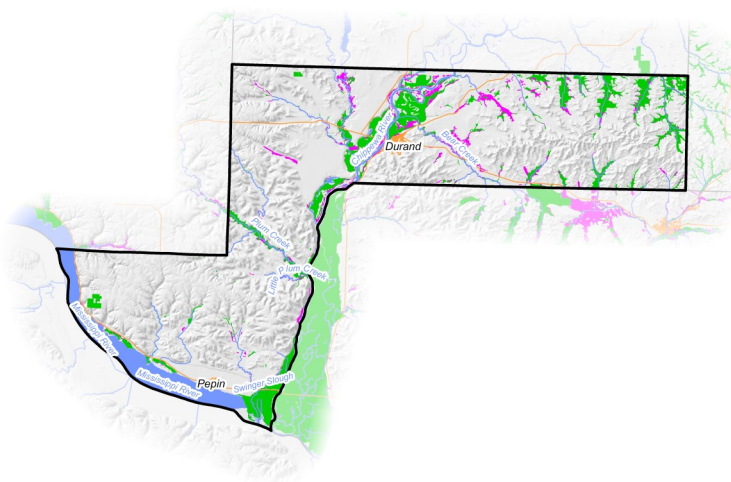 Chippewa River
Durand
Bear Creek
Plum Creek
Little Plum Creek
Mississippi River
Mississippi River
Pepin
Swinger Slough